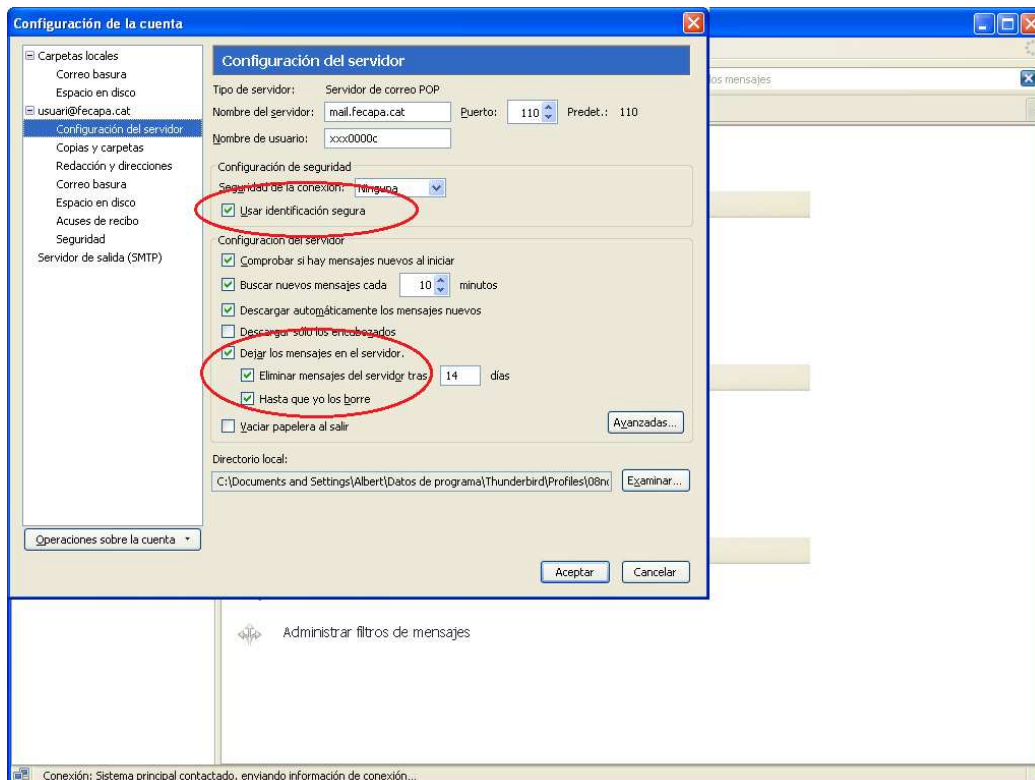 Configuración de la cuenta
Carpetas locales
Correo basura
Espacio en disco
usuari@fecapa.cat
Configuración del servidor
Copias y carpetas
Redacción y direcciones
Correo basura
Espacio en disco
Acuses de recibo
Seguridad
Servidor de salida (SMTP)
Operaciones sobre la cuenta
Configuración del servidor
Tipo de servidor: Servidor de correo POP
Nombre del servidor: mail.fecapa.cat Puerto: 110 Predet.: 110
Nombre de usuario: xxx0000c
Configuración de seguridad
Seguridad de la conexión: Ninguna
Usar identificación segura
Configuración del servidor
Comprobar si hay mensajes nuevos al iniciar
Buscar nuevos mensajes cada 10 minutos
Descargar automáticamente los mensajes nuevos
Descargar sólo los encabezados
Dejar los mensajes en el servidor.
Eliminar mensajes del servidor tras 14 días
Hasta que yo los borre
Vaciar papelera al salir
Avanzadas...
Directorio local:
C:\Documents and Settings\Albert\Datos de programa\Thunderbird\Profiles\08n
Examinar...
Aceptar Cancelar
los mensajes
Administrar filtros de mensajes
Conexión: Sistema principal contactado, enviando información de conexión...